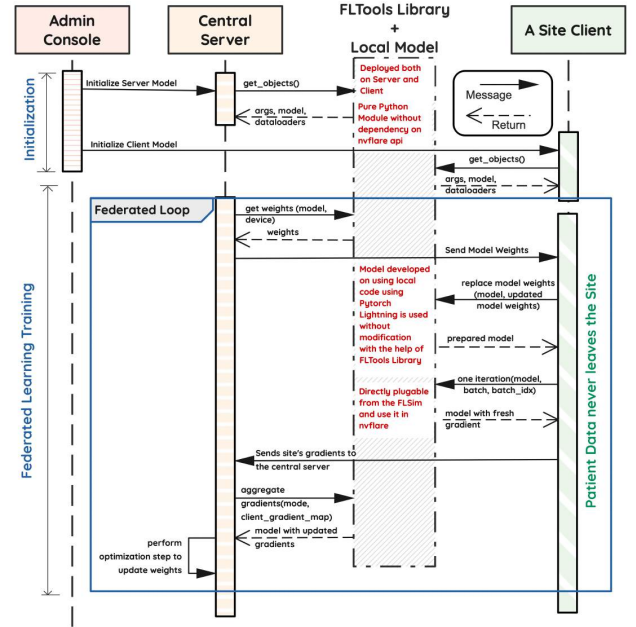 Admin
Console
Central
Server
FLTools Library
+
Local Model
A Site Client
Initialization
Initialize Server Model
get_objects()
args, model,
dataloaders
Deployed both
on Server and
Client
Pure Python
Module without
dependency on
nvflare api
Message
Return
Initialize Client Model
get_objects()
args, model,
dataloaders
Federated Learning Training
Federated Loop
get weights (model,
device)
weights
Send Model Weights
Model developed
on using local
code using
Pytorch
Lightning is used
without
modification
with the help of
FLTools Library
replace model weights
(model, updated
model weights)
prepared model
one iteration(model,
batch, batch_idx)
Directly plugable
from the FLSim
and use it in
nvflare
model with fresh
gradient
Sends site's gradients to
the central server
aggregate
gradients(mode,
client_gradient_map)
model with updated
gradients
perform
optimization step to
update weights
Patient Data never leaves the Site